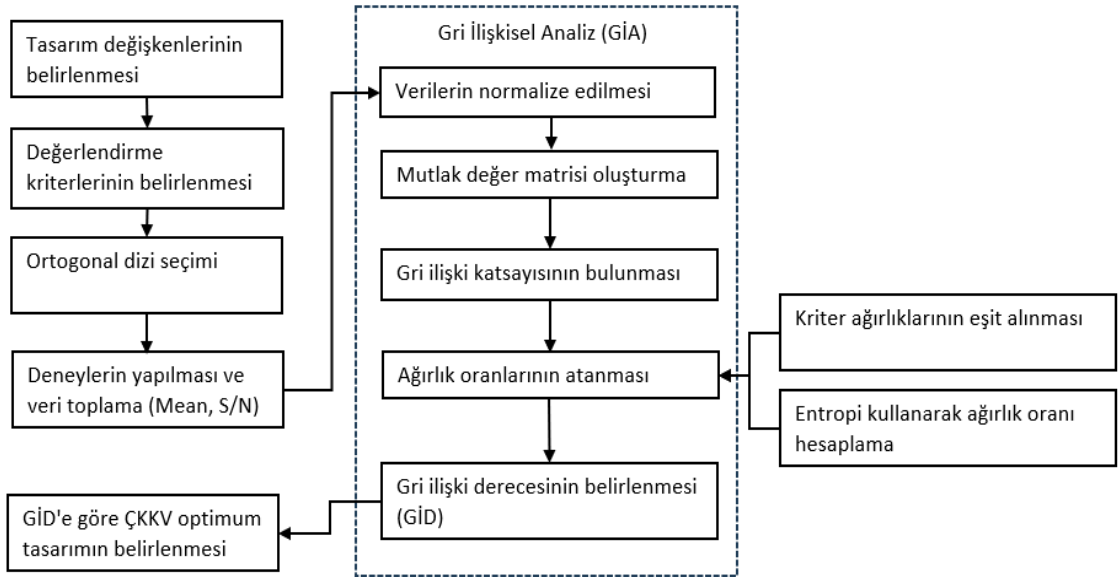 Tasarım değişkenlerinin
belirlenmesi
Değerlendirme
kriterlerinin belirlenmesi
Ortogonal dizi seçimi
Deneylerin yapılması ve
veri toplama (Mean, S/N)
Gri İlişkisel Analiz (GİA)
Verilerin normalize edilmesi
Mutlak değer matrisi oluşturma
Gri ilişki katsayısının bulunması
Ağırlık oranlarının atanması
Kriter ağırlıklarının eşit alınması
Entropi kullanarak ağırlık oranı
hesaplama
Gri ilişki derecesinin belirlenmesi
(GİD)
GİD'e göre ÇKKV optimum
tasarımın belirlenmesi